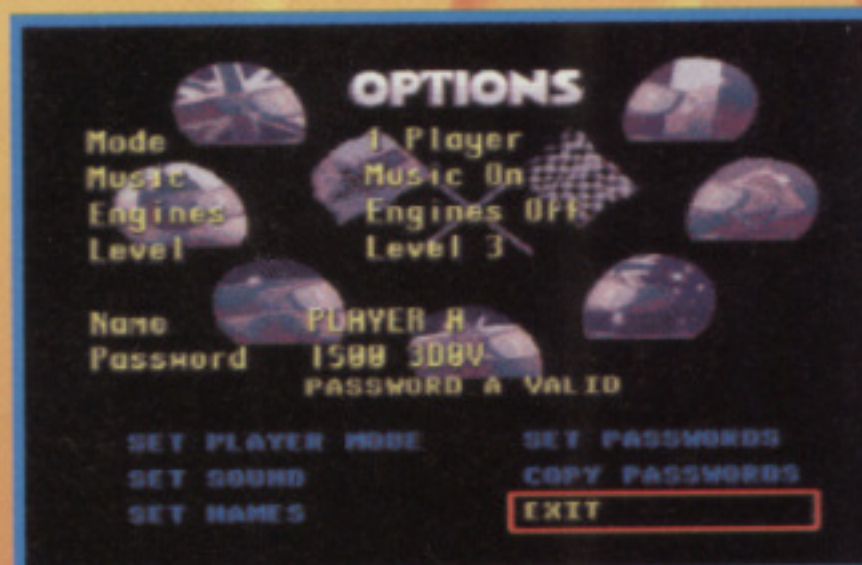 OPTIONS
Mode 1 Player
Music Music On
Engines Engines Off
Level Level 3
Name PLAYER A
Password 1500 3D0V
PASSWORD A VALID
SET PLAYER MODE SET PASSWORDS
SET SOUND COPY PASSWORDS
SET NAMES EXIT